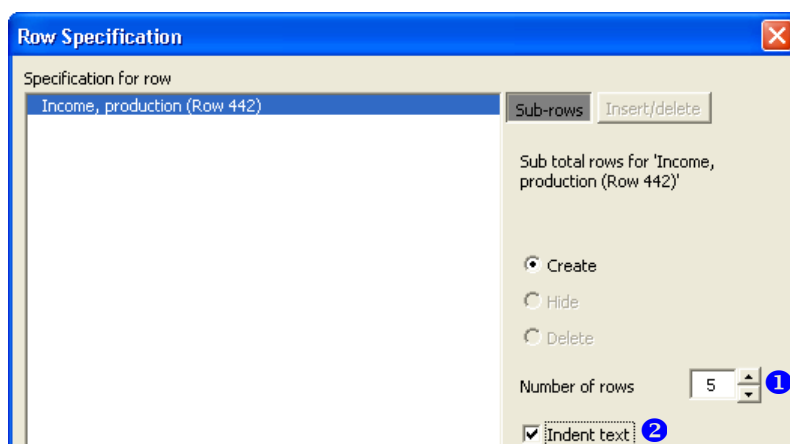 Row Specification
Specification for row
Income, production (Row 442)
Sub-rows Insert/delete
Sub total rows for 'Income,
production (Row 442)'
Create
Hide
Delete
Number of rows 5 1
Indent text 2